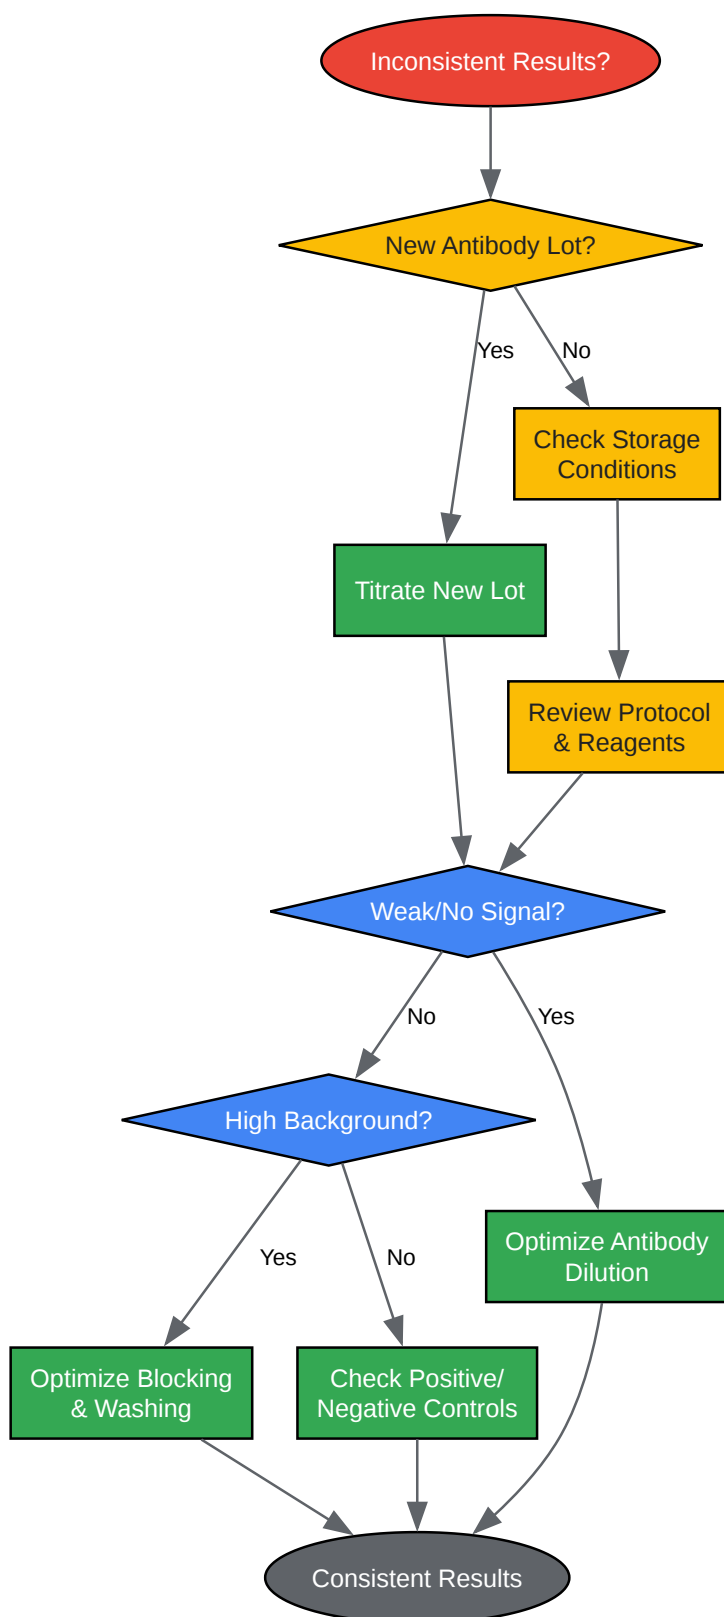 Inconsistent Results?
New Antibody Lot?
Yes
No
Check Storage
Conditions
Titrate New Lot
Review Protocol
& Reagents
Weak/No Signal?
No
Yes
High Background?
Optimize Antibody
Dilution
Yes
No
Optimize Blocking
& Washing
Check Positive/
Negative Controls
Consistent Results